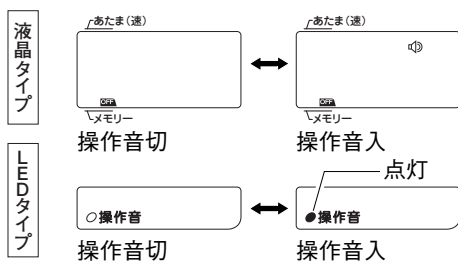 液晶タイプ
あたま（速）
OFF
メモリー
操作音切
あたま（速）
OFF
メモリー
操作音入
LEDタイプ
操作音
操作音切
点灯
操作音
操作音入